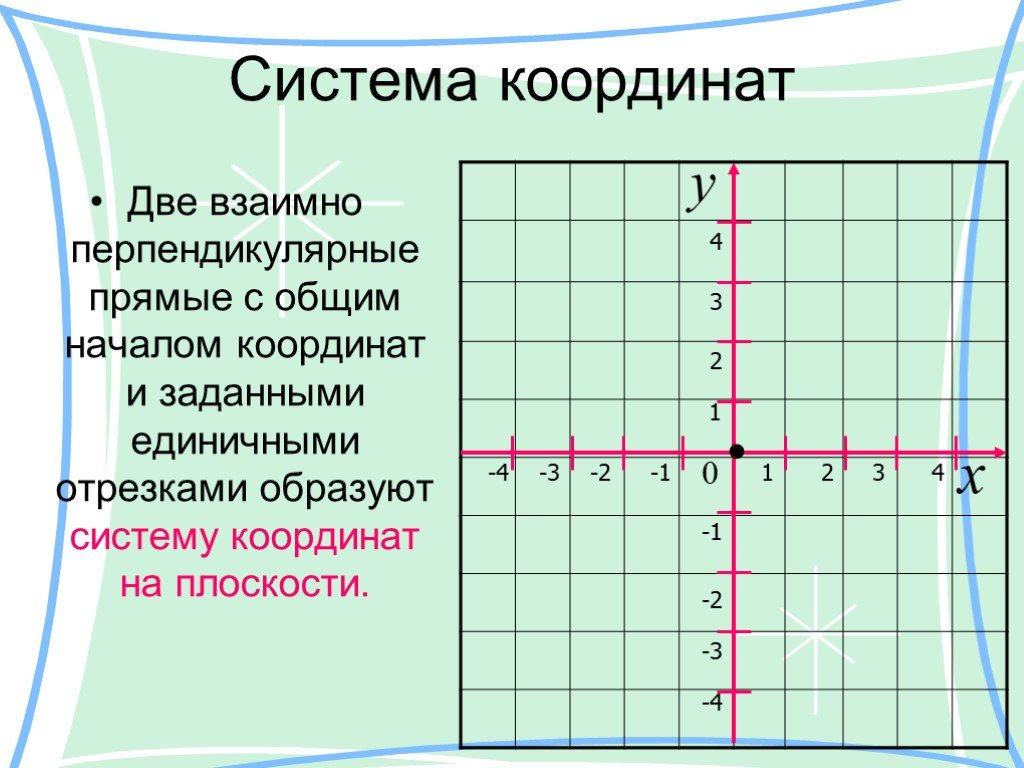 Система координат
• Две взаимно
перпендикулярные
прямые с общим
началом координат
и заданными
единичными
отрезками образуют
систему координат
на плоскости.
y
4
3
2
1
-4 -3 -2 -1 0 1 2 3 4 x
-1
-2
-3
-4